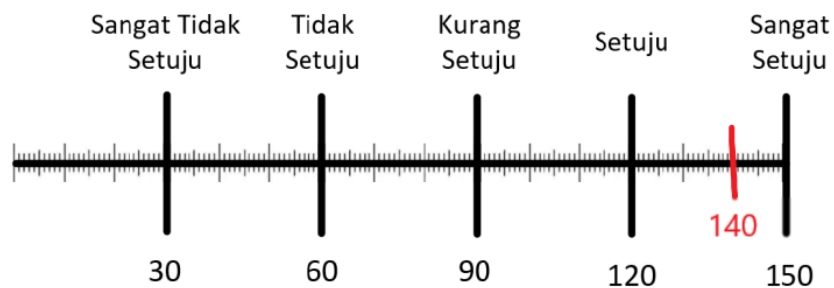 Sangat Tidak
Setuju
Tidak
Setuju
Kurang
Setuju
Setuju
Sangat
Setuju
140
30
60
90
120
150